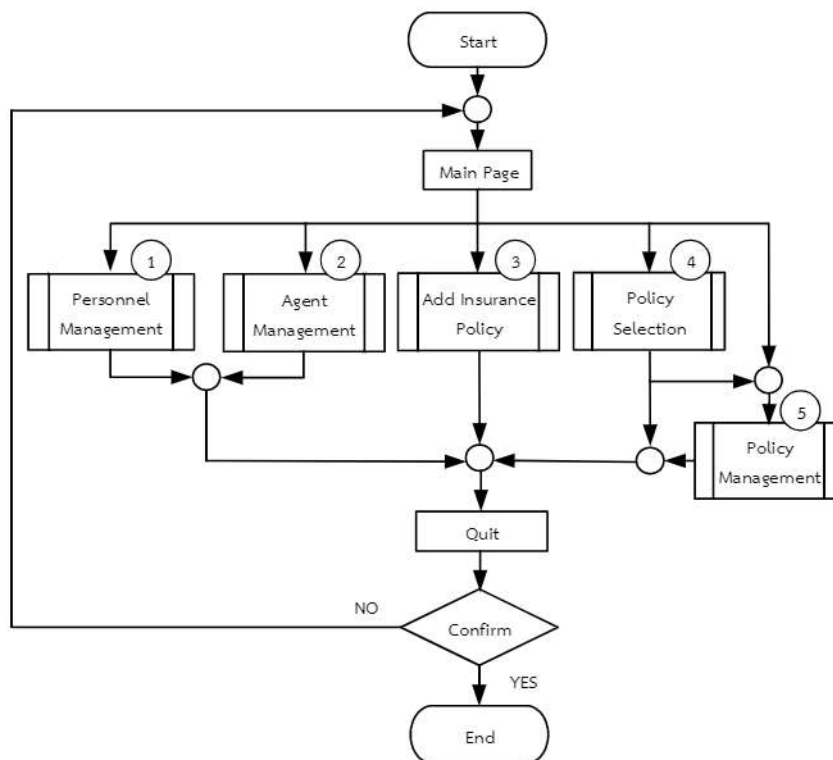 Start
Main Page
1
2
3
4
Personnel
Management
Agent
Management
Add Insurance
Policy
Policy
Selection
5
Policy
Management
Quit
NO
Confirm
YES
End